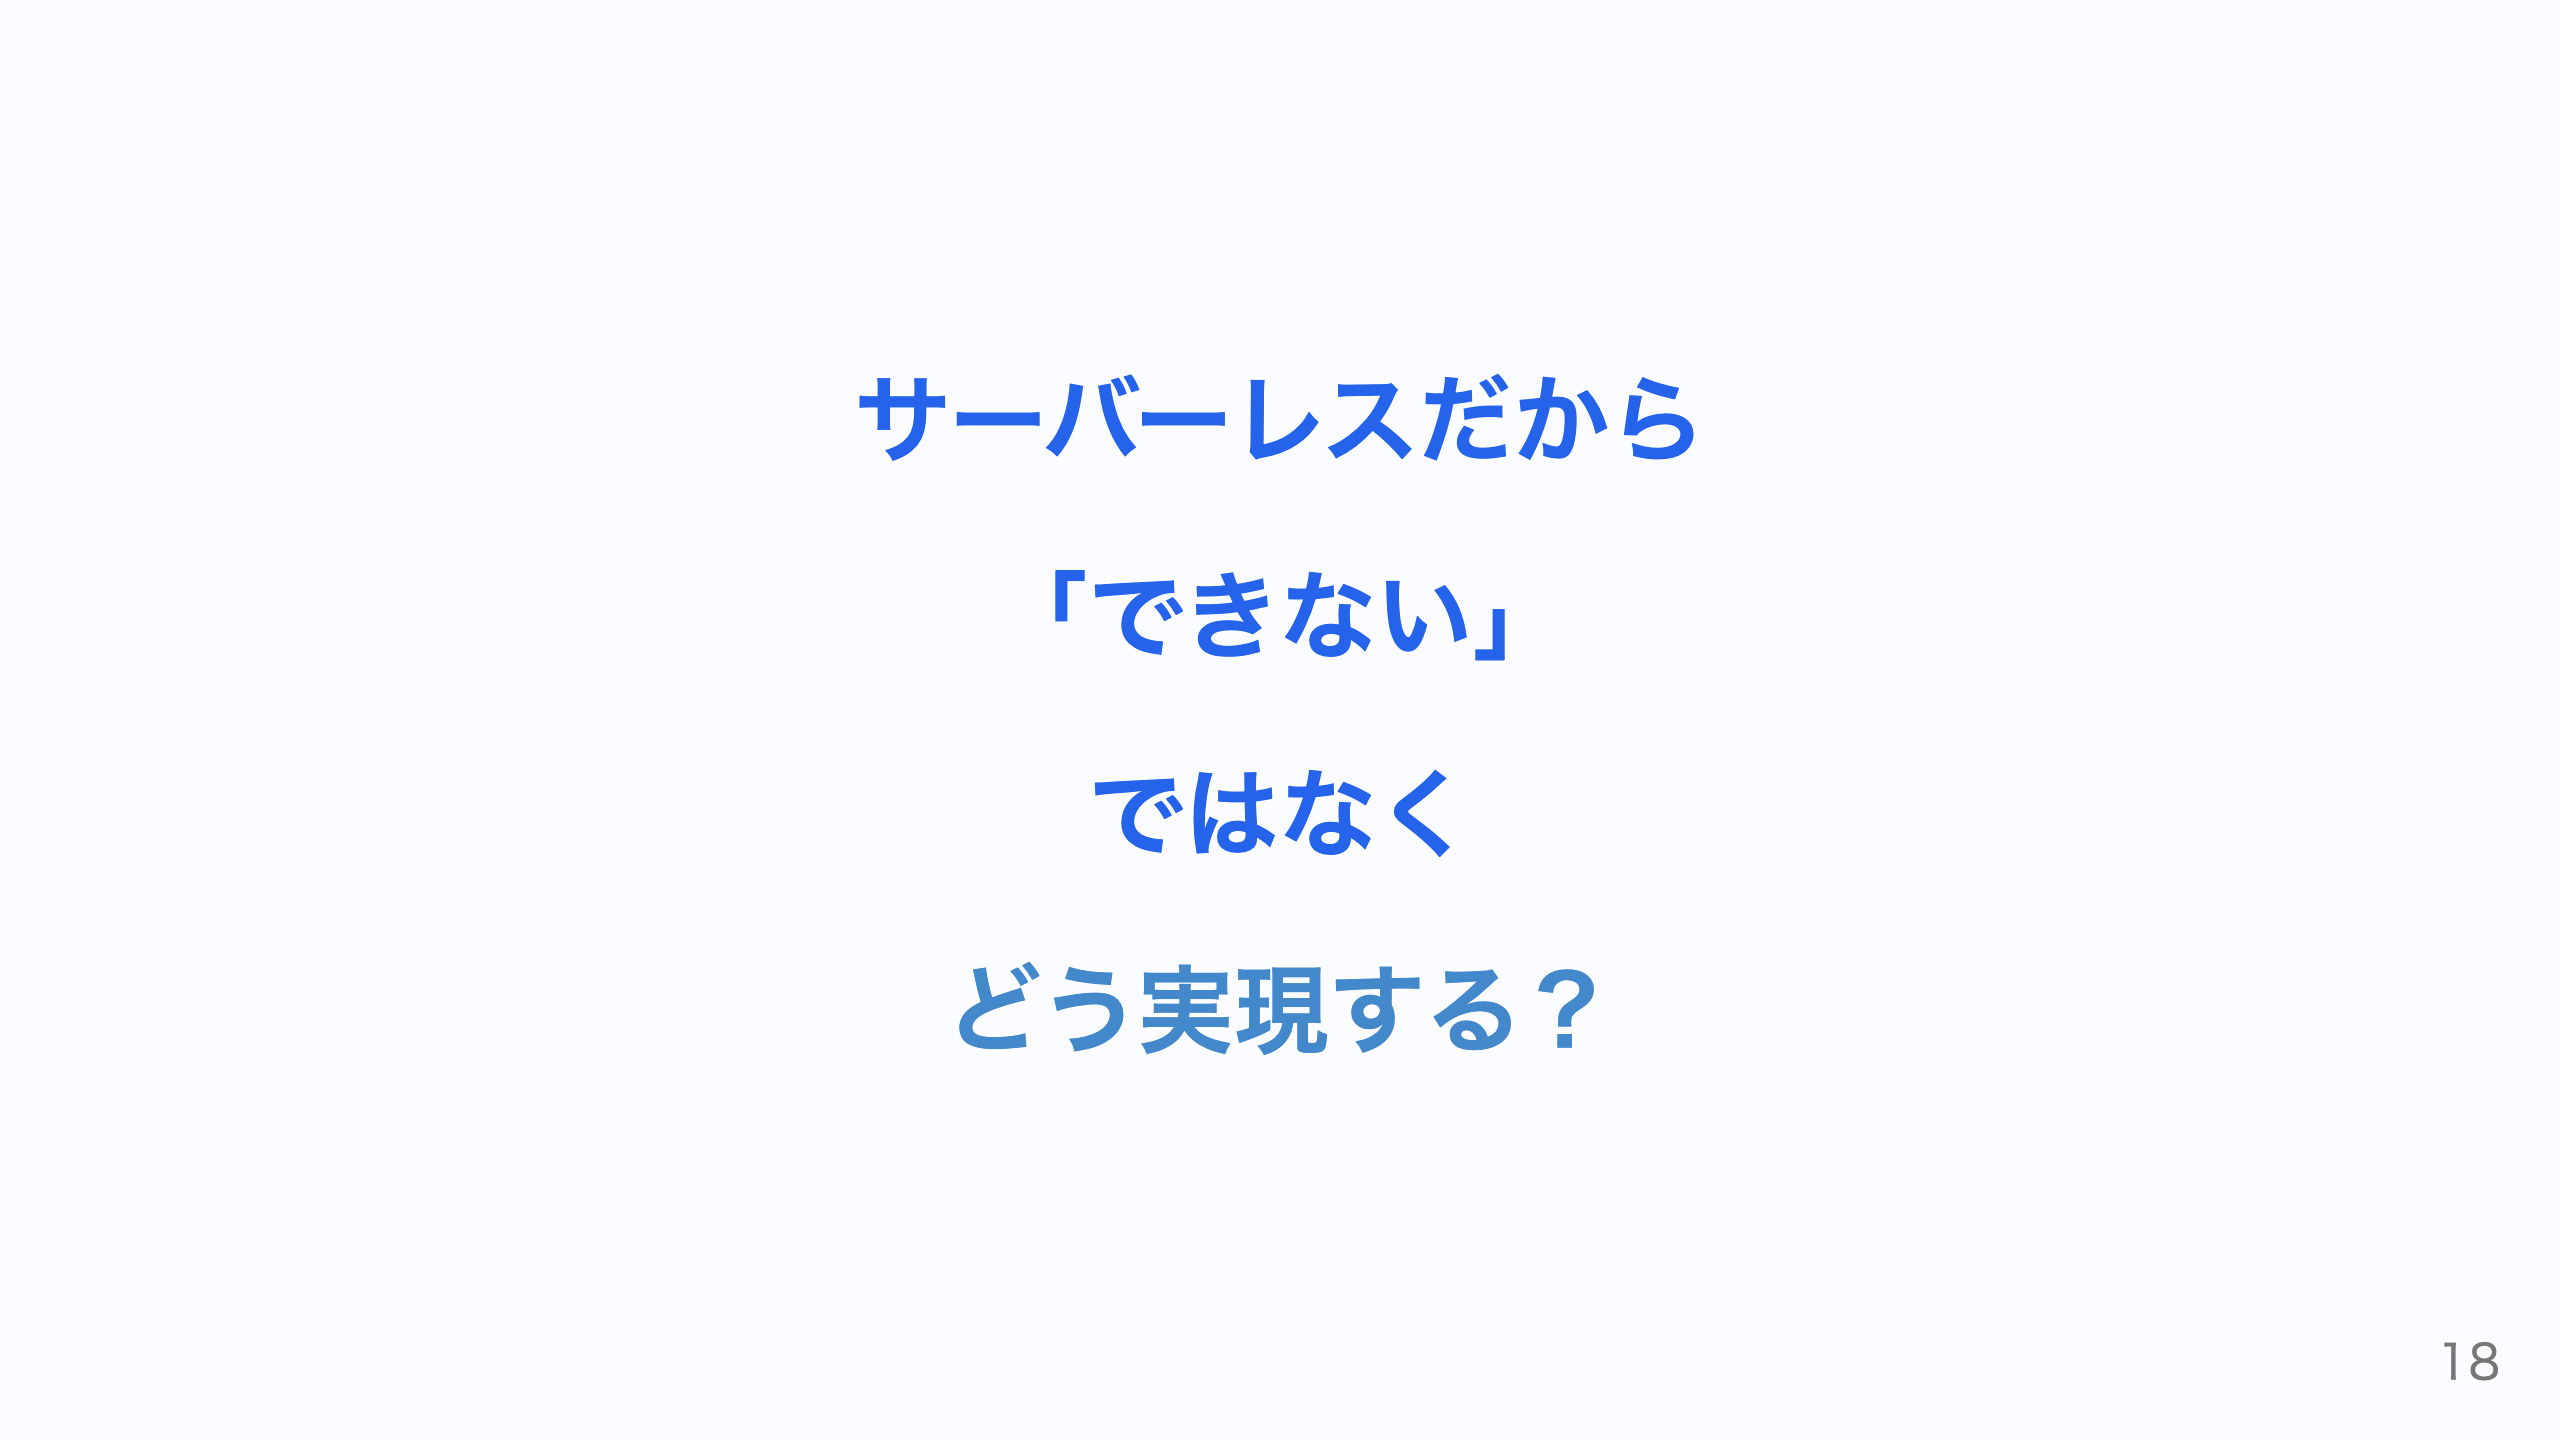 サーバーレスだから
「できない」
ではなく
どう実現する？
18